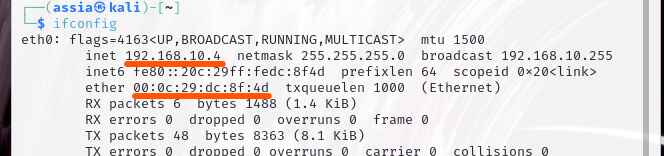 ┌──(assia㉿kali)-[~]
└─$ ifconfig
eth0: flags=4163<UP,BROADCAST,RUNNING,MULTICAST>  mtu 1500
        inet 192.168.10.4  netmask 255.255.255.0  broadcast 192.168.10.255
        inet6 fe80::20c:29ff:fedc:8f4d  prefixlen 64  scopeid 0×20<link>
        ether 00:0c:29:dc:8f:4d  txqueuelen 1000  (Ethernet)
        RX packets 6  bytes 1488 (1.4 KiB)
        RX errors 0  dropped 0  overruns 0  frame 0
        TX packets 48  bytes 8363 (8.1 KiB)
        TX errors 0  dropped 0 overruns 0  carrier 0  collisions 0